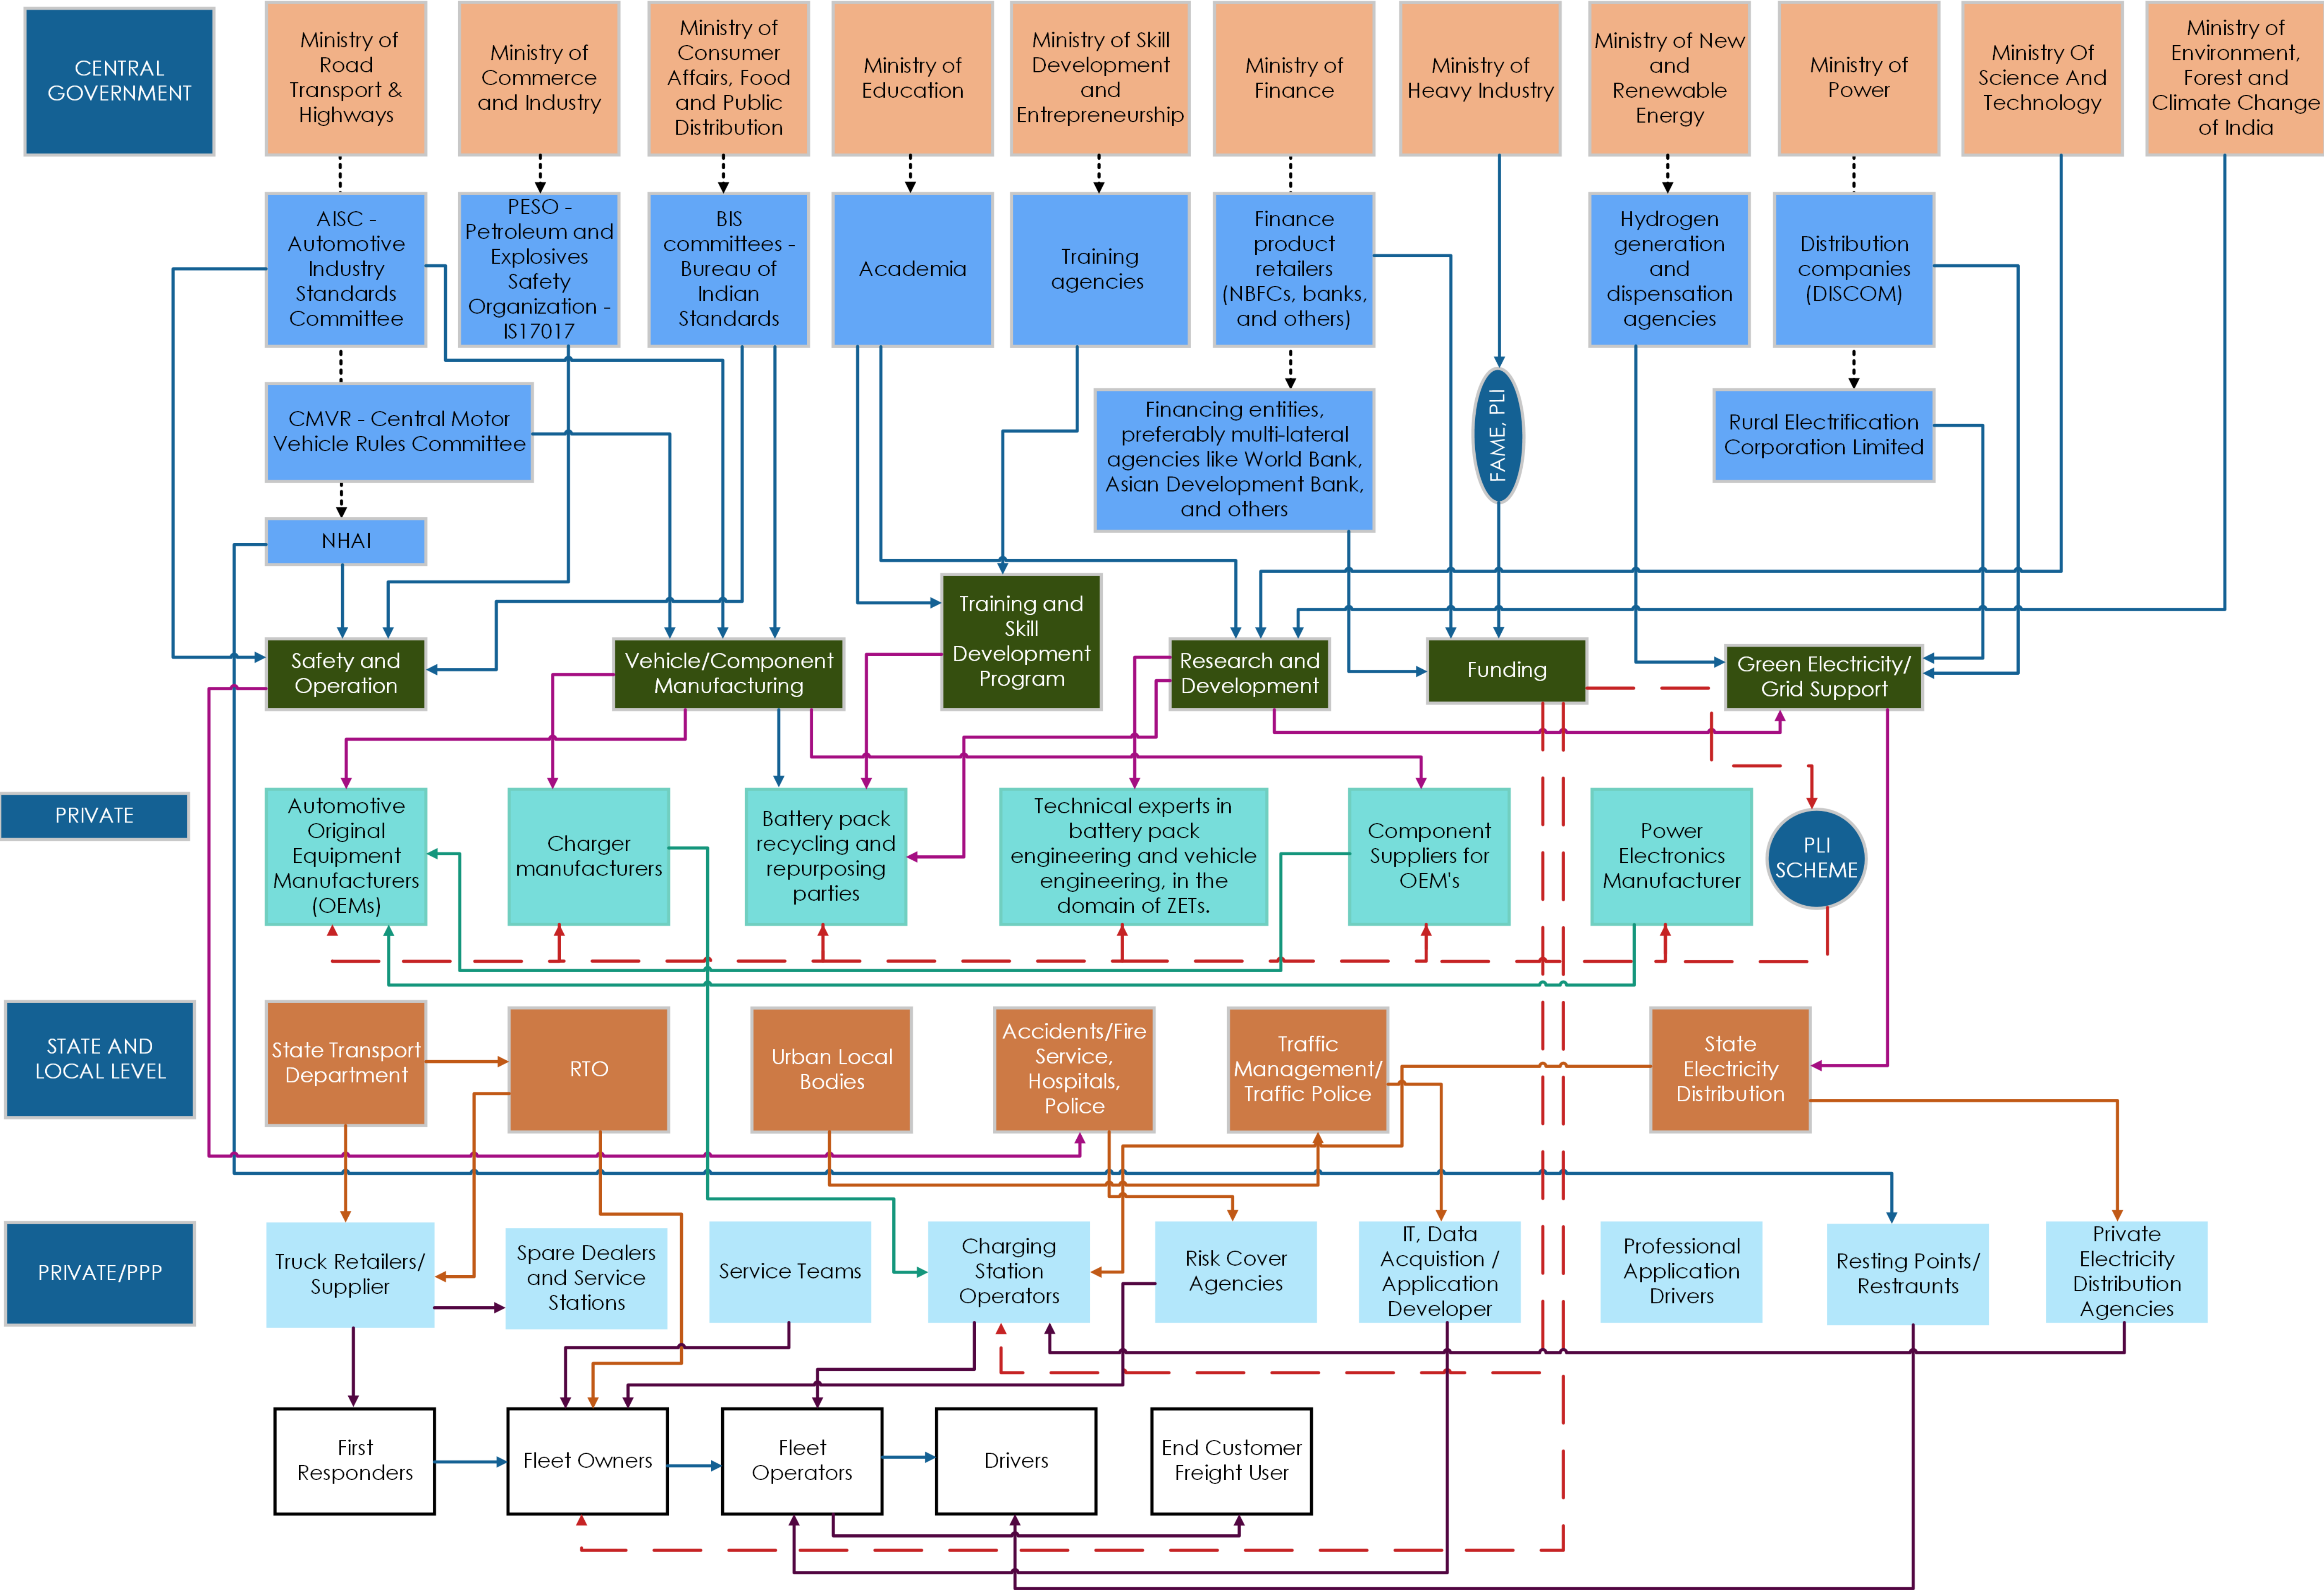 CENTRAL
GOVERNMENT
Ministry of
Road
Transport &
Highways
Ministry of
Commerce
and Industry
Ministry of
Consumer
Affairs, Food
and Public
Distribution
Ministry of
Education
Ministry of Skill
Development
and
Entrepreneurship
Ministry of
Finance
Ministry of
Heavy Industry
Ministry of New
and
Renewable
Energy
Ministry of
Power
Ministry Of
Science And
Technology
Ministry of
Environment,
Forest and
Climate Change
of India
AISC -
Automotive
Industry
Standards
Committee
PESO -
Petroleum and
Explosives
Safety
Organization -
IS17017
BIS
committees -
Bureau of
Indian
Standards
Academia
Training
agencies
Finance
product
retailers
(NBFCs, banks,
and others)
Hydrogen
generation
and
dispensation
agencies
Distribution
companies
(DISCOM)
CMVR - Central Motor
Vehicle Rules Committee
Financing entities,
preferably multi-lateral
agencies like World Bank,
Asian Development Bank,
and others
FAME, PLI
Rural Electrification
Corporation Limited
NHAI
Safety and
Operation
Vehicle/Component
Manufacturing
Training and
Skill
Development
Program
Research and
Development
Funding
Green Electricity/
Grid Support
PRIVATE
Automotive
Original
Equipment
Manufacturers
(OEMs)
Charger
manufacturers
Battery pack
recycling and
repurposing
parties
Technical experts in
battery pack
engineering and vehicle
engineering, in the
domain of ZETs.
Component
Suppliers for
OEM's
Power
Electronics
Manufacturer
PLI
SCHEME
STATE AND
LOCAL LEVEL
State Transport
Department
RTO
Urban Local
Bodies
Accidents/Fire
Service,
Hospitals,
Police
Traffic
Management/
Traffic Police
State
Electricity
Distribution
PRIVATE/PPP
Truck Retailers/
Supplier
Spare Dealers
and Service
Stations
Service Teams
Charging
Station
Operators
Risk Cover
Agencies
IT, Data
Acquistion /
Application
Developer
Professional
Application
Drivers
Resting Points/
Restraunts
Private
Electricity
Distribution
Agencies
First
Responders
Fleet Owners
Fleet
Operators
Drivers
End Customer
Freight User